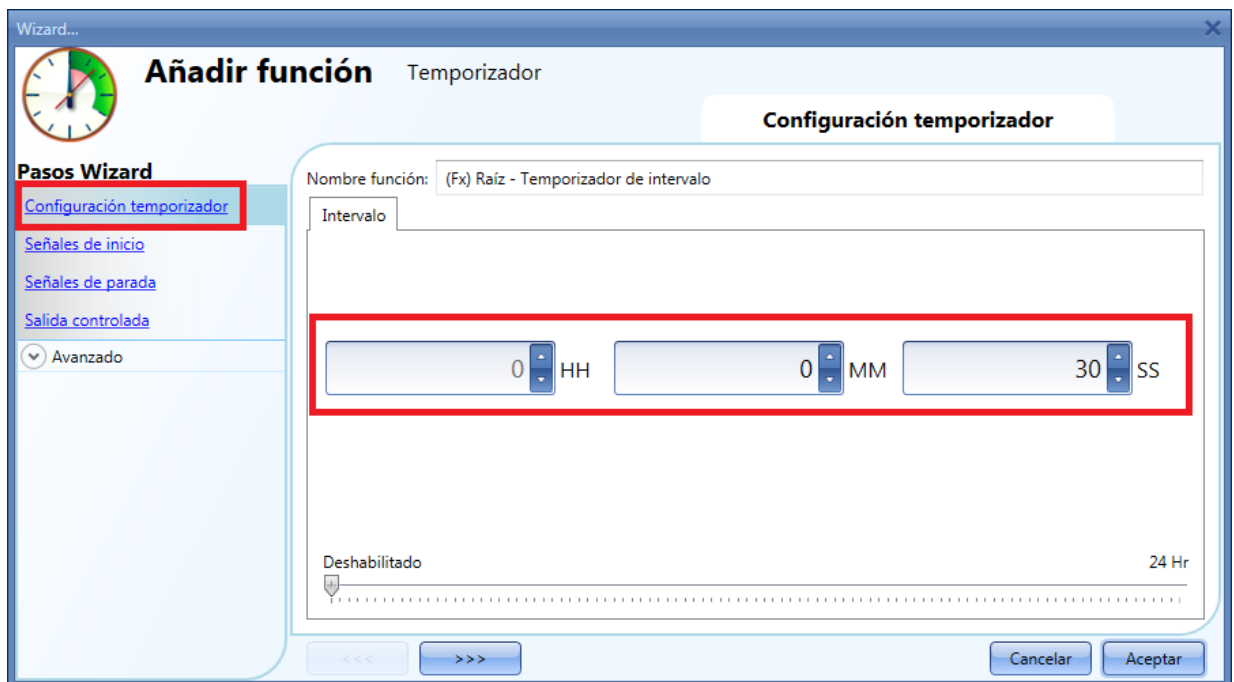 Wizard...
Añadir función Temporizador
Configuración temporizador
Pasos Wizard
Configuración temporizador
Señales de inicio
Señales de parada
Salida controlada
Avanzado
Nombre función: (Fx) Raíz - Temporizador de intervalo
Intervalo
0 HH 0 MM 30 SS
Deshabilitado 24 Hr
<<< >>> Cancelar Aceptar